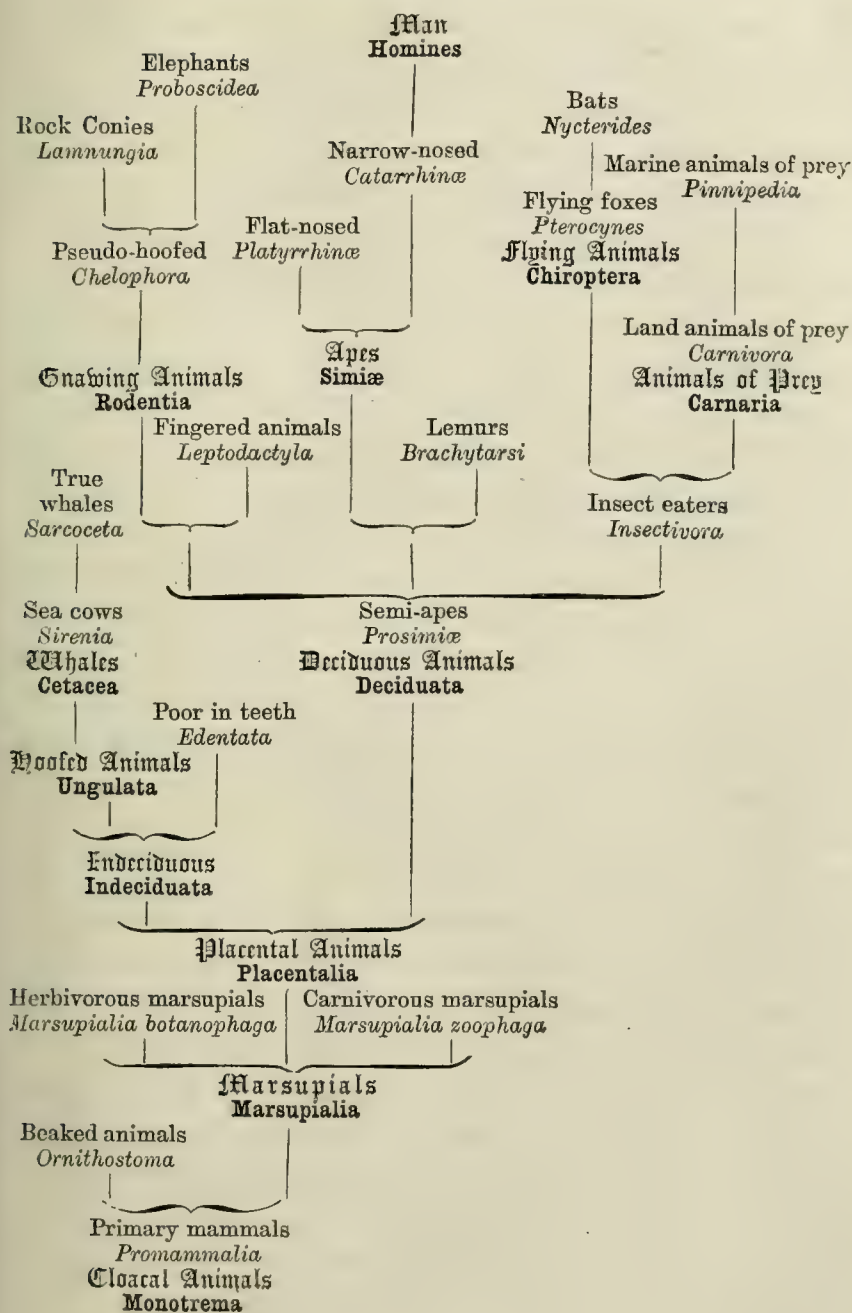 Man
Homines
Elephants
Proboscidea
Bats
Nycterides
Rock Conies
Lamnungia
Narrow-nosed
Catarrhinæ
Marine animals of prey
Pinnipedia
Flying foxes
Pterocynes
Flying Animals
Chiroptera
Flat-nosed
Platyrrhinæ
Pseudo-hoofed
Chelophora
Land animals of prey
Carnivora
Animals of Prey
Carnaria
Apes
Simiæ
Gnawing Animals
Rodentia
Fingered animals
Leptodactyla
Lemurs
Brachytarsi
True
whales
Sarcoceta
Insect eaters
Insectivora
Sea cows
Sirenia
Whales
Cetacea
Semi-apes
Prosimiæ
Deciduous Animals
Deciduata
Poor in teeth
Edentata
Hoofed Animals
Ungulata
Indeciduous
Indeciduata
Placental Animals
Placentalia
Herbivorous marsupials
Marsupialia botanophaga
Carnivorous marsupials
Marsupialia zoophaga
Marsupials
Marsupialia
Beaked animals
Ornithostoma
Primary mammals
Promammalia
Cloacal Animals
Monotrema